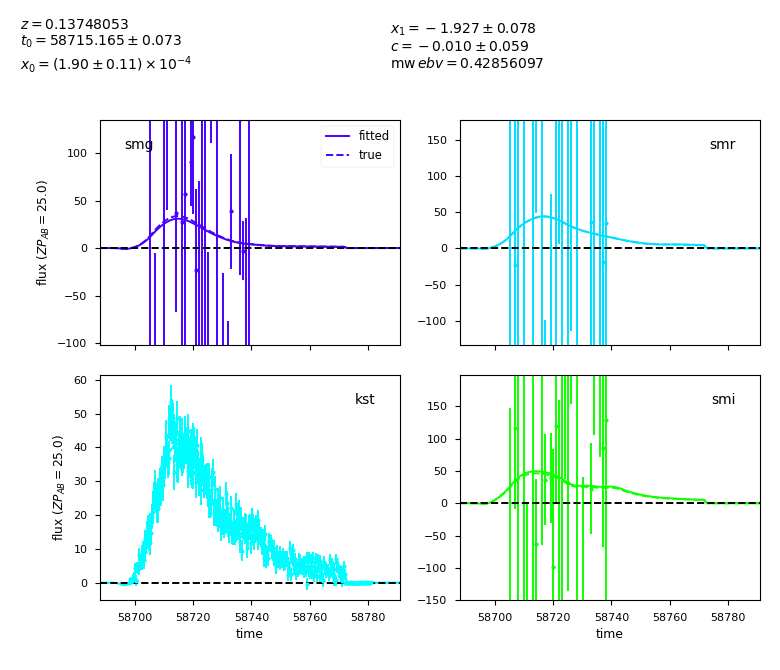 z = 0.13748053
t₀ = 58715.165 ± 0.073
x₀ = (1.90 ± 0.11) × 10⁻⁴
x₁ = −1.927 ± 0.078
c = −0.010 ± 0.059
mw ebv = 0.42856097
smg
fitted
true
100
50
0
−50
−100
flux (ZP_AB = 25.0)
smr
150
100
50
0
−50
−100
kst
60
50
40
30
20
10
0
flux (ZP_AB = 25.0)
58700 58720 58740 58760 58780
time
smi
150
100
50
0
−50
−100
−150
58700 58720 58740 58760 58780
time